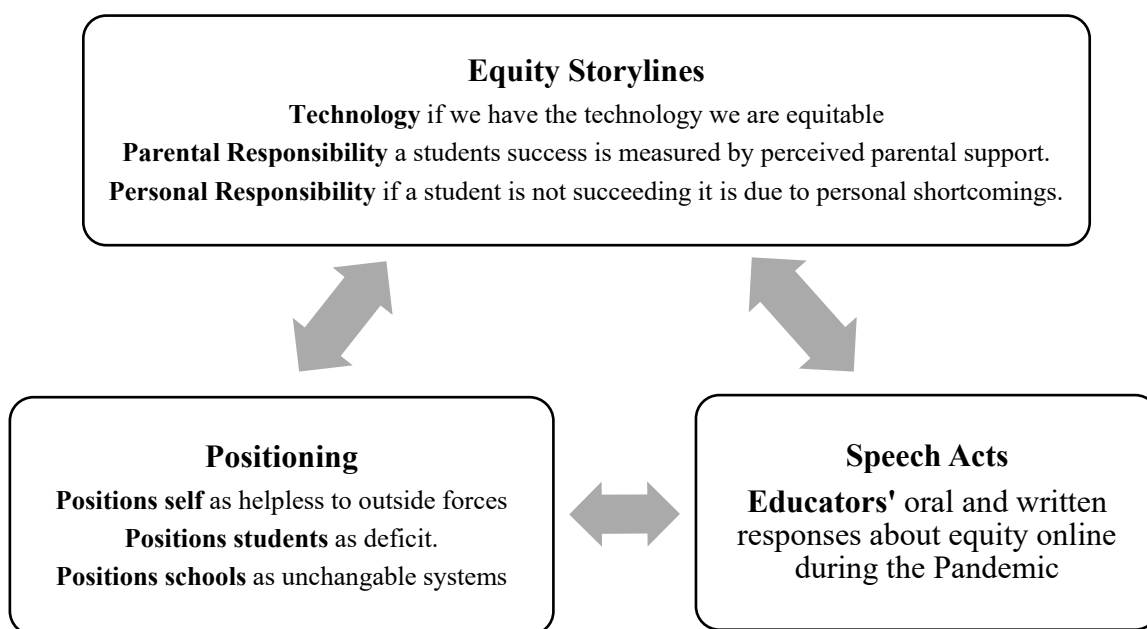 Equity Storylines
Technology if we have the technology we are equitable
Parental Responsibility a students success is measured by perceived parental support.
Personal Responsibility if a student is not succeeding it is due to personal shortcomings.
Positioning
Positions self as helpless to outside forces
Positions students as deficit.
Positions schools as unchangable systems
Speech Acts
Educators' oral and written
responses about equity online
during the Pandemic